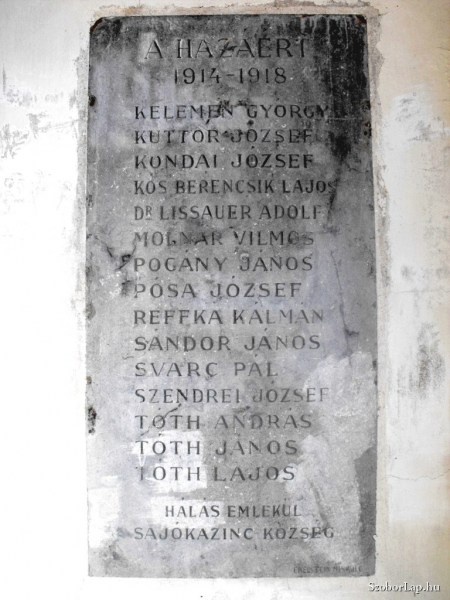 A HAZÁÉRT
1914-1918
KELEMEN GYÖRGY
KUTTOR JÓZSEF
KONDAI JÓZSEF
KÓS BERENCSIK LAJOS
DR LISSAUER ADOLF
MOLNÁR VILMOS
POGÁNY JÁNOS
PÓSA JÓZSEF
REFFKA KÁLMÁN
SÁNDOR JÁNOS
SVARC PÁL
SZENDREI JÓZSEF
TÓTH ANDRÁS
TÓTH JÁNOS
TÓTH LAJOS
HÁLÁS EMLÉKÜL
SAJÓKAZINC KÖZSÉG
SzoborLap.hu